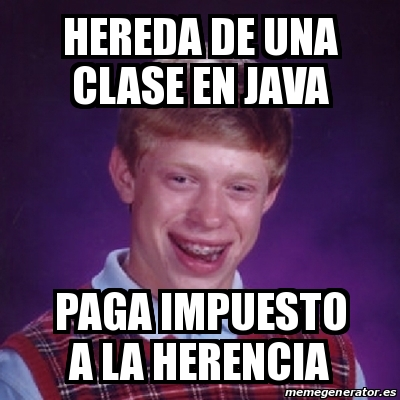 HEREDA DE UNA
CLASE EN JAVA
PAGA IMPUESTO
A LA HERENCIA
memegenerator.es